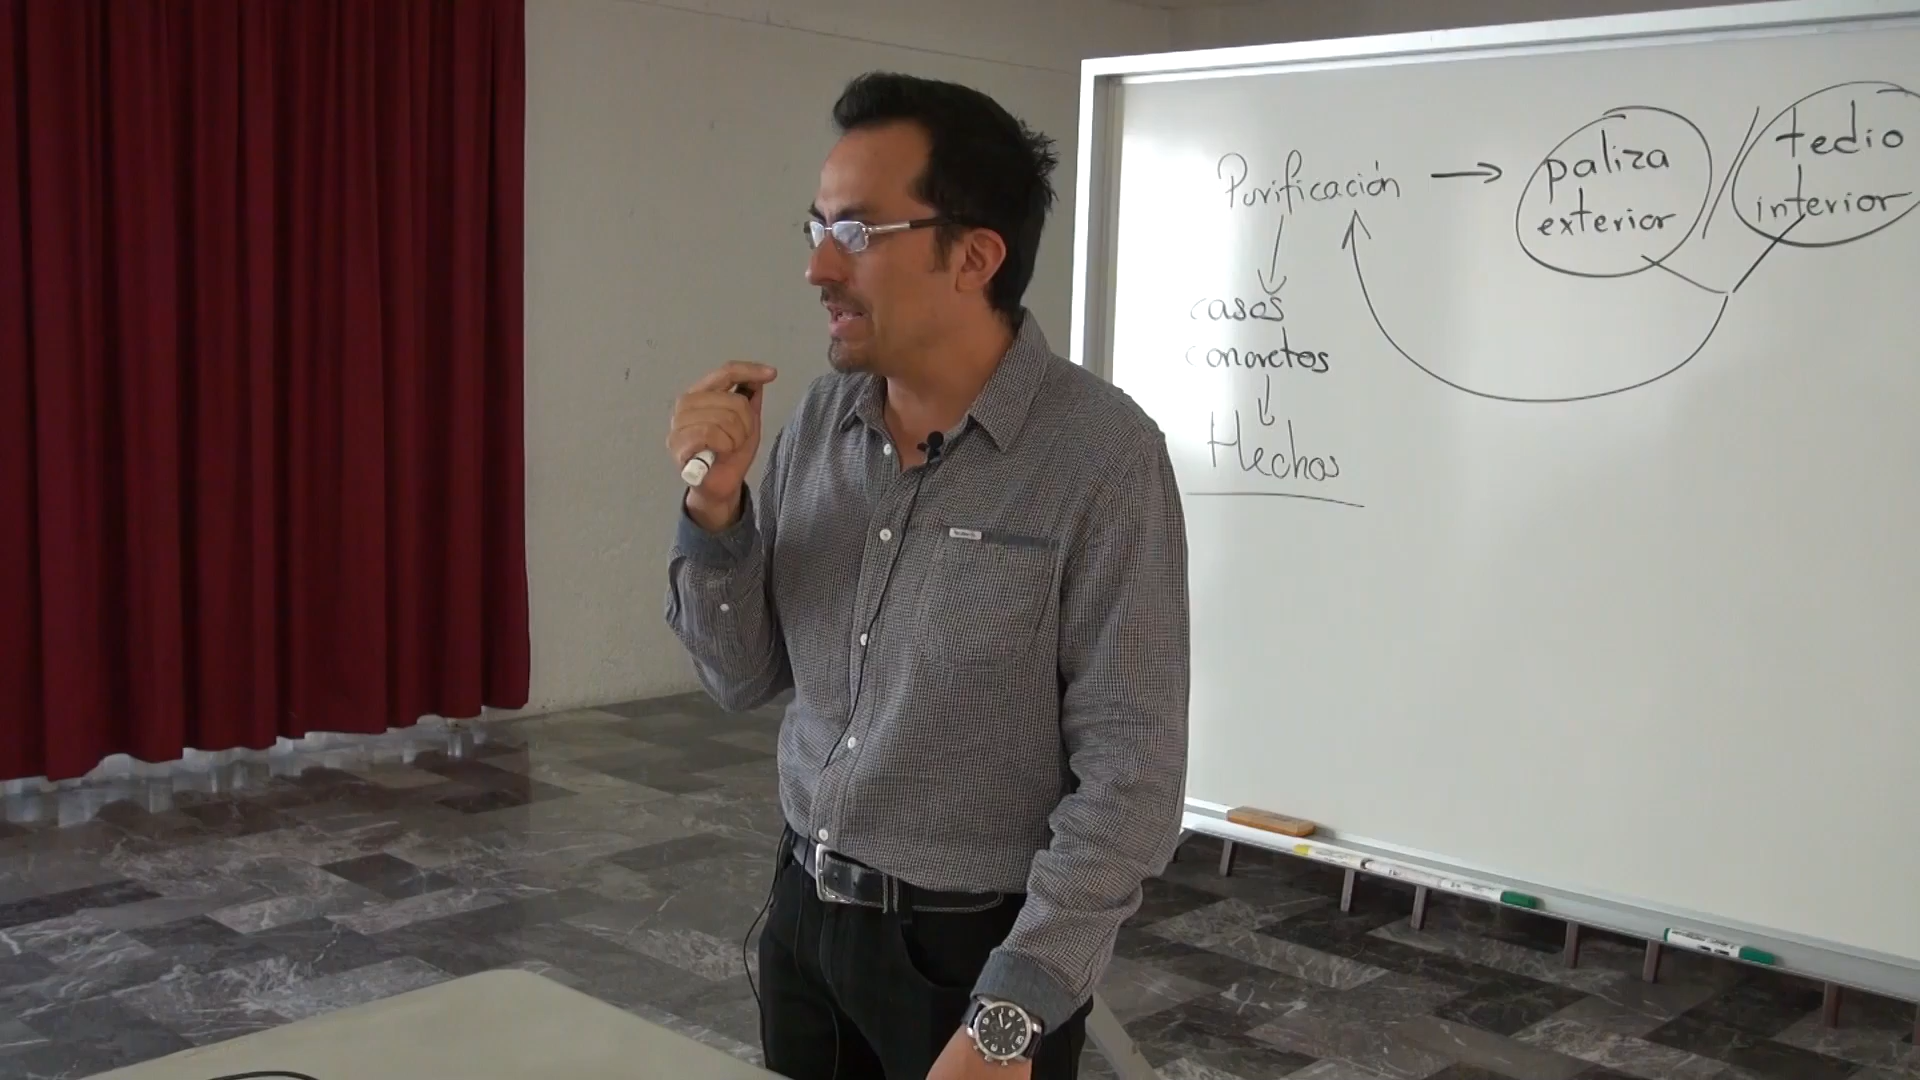 Purificación → paliza / tedio
exterior interior
casos
concretos
Hechos